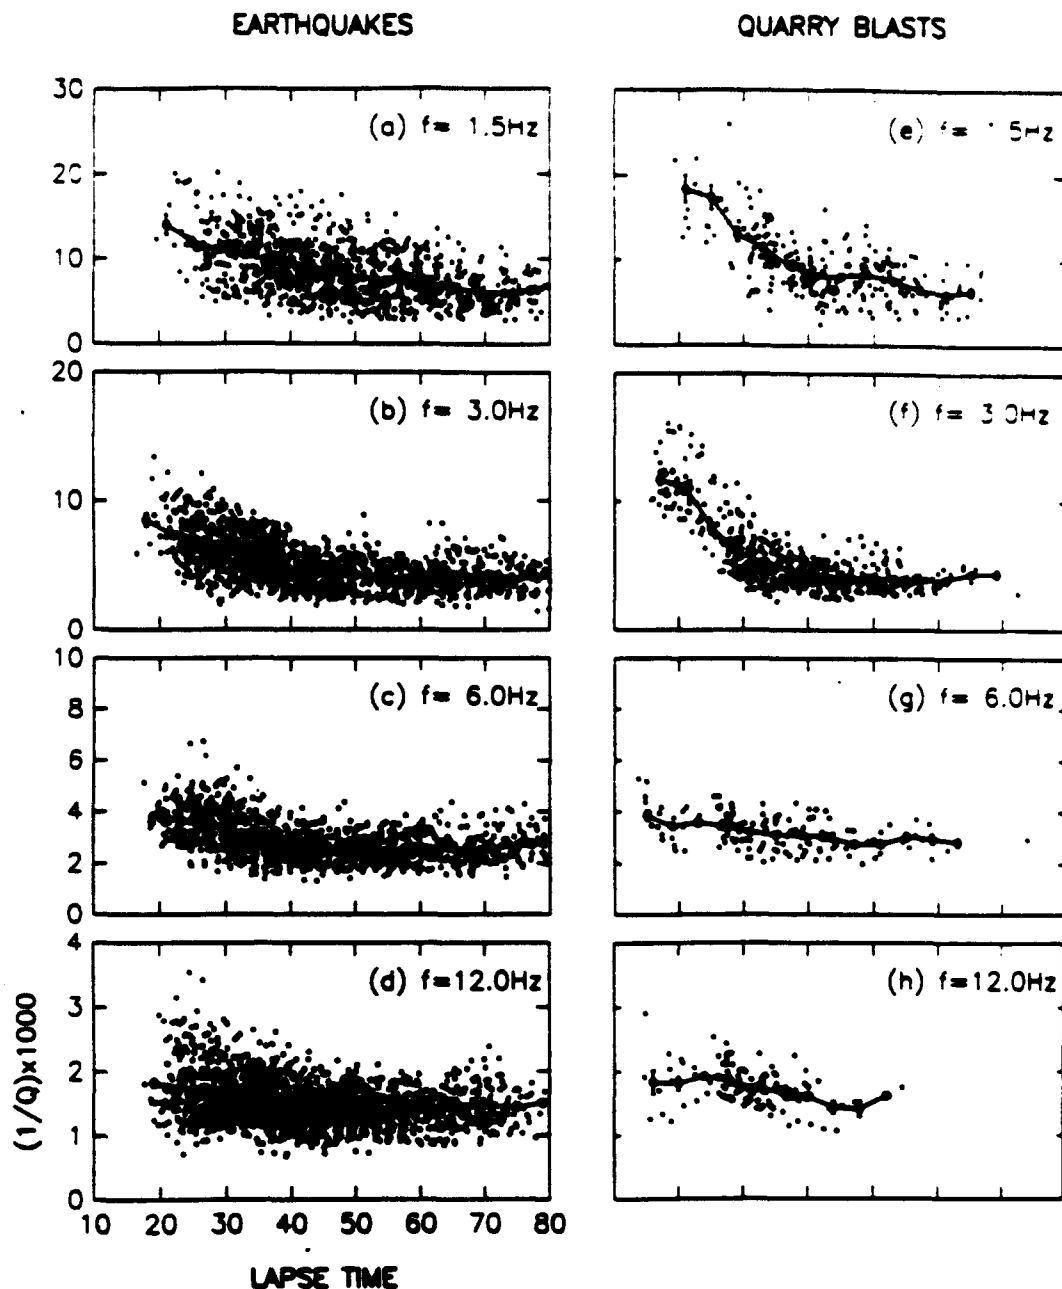 EARTHQUAKES
QUARRY BLASTS
30
20
10
0
(a) f= 1.5Hz
(e) f= .5Hz
20
10
0
(b) f= 3.0Hz
(f) f= 3.0Hz
10
8
6
4
2
0
(c) f= 6.0Hz
(g) f= 6.0Hz
4
3
2
1
0
(d) f=12.0Hz
(h) f=12.0Hz
(1/Q)x1000
10 20 30 40 50 60 70 80
LAPSE TIME